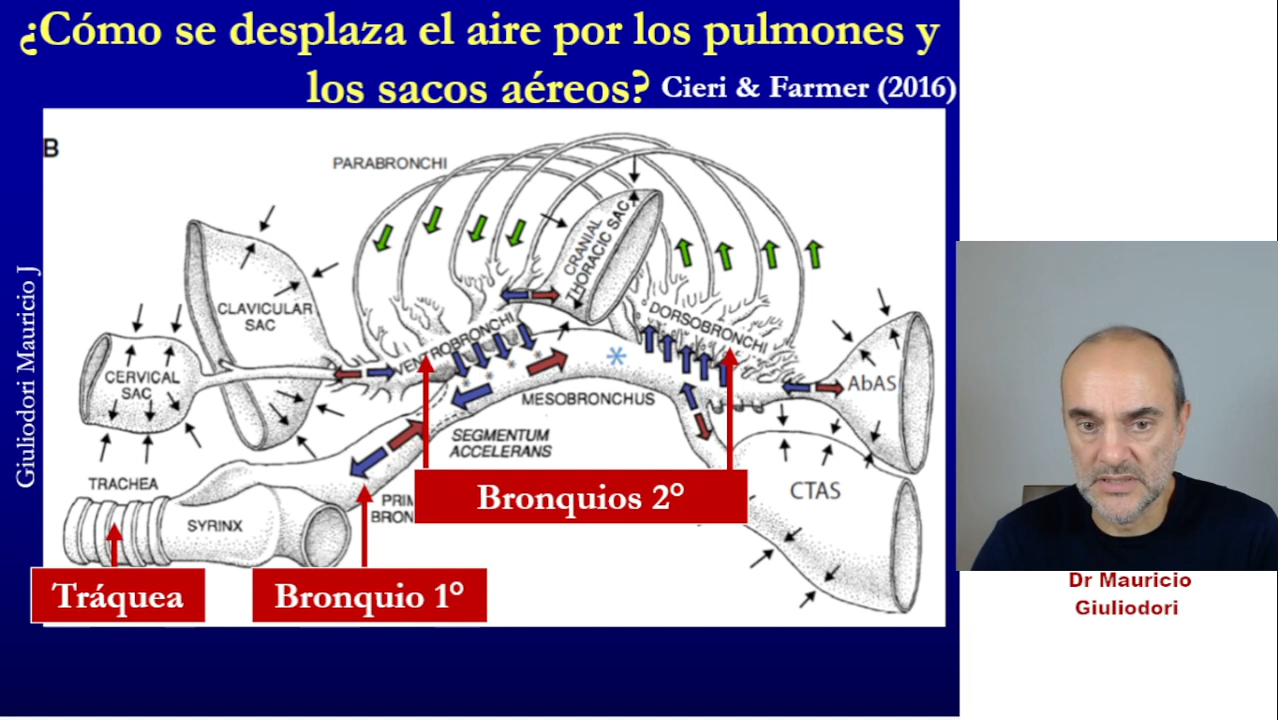 ¿Cómo se desplaza el aire por los pulmones y
los sacos aéreos? Cieri & Farmer (2016)
B
PARABRONCHI
CRANIAL
THORACIC SAC
CLAVICULAR
SAC
VENTROBRONCHI
DORSOBRONCHI
CERVICAL
SAC
AbAS
MESOBRONCHUS
SEGMENTUM
ACCELERANS
TRACHEA
SYRINX
CTAS
Bronquios 2°
Tráquea
Bronquio 1°
Giuliodori Mauricio J
Dr Mauricio
Giuliodori